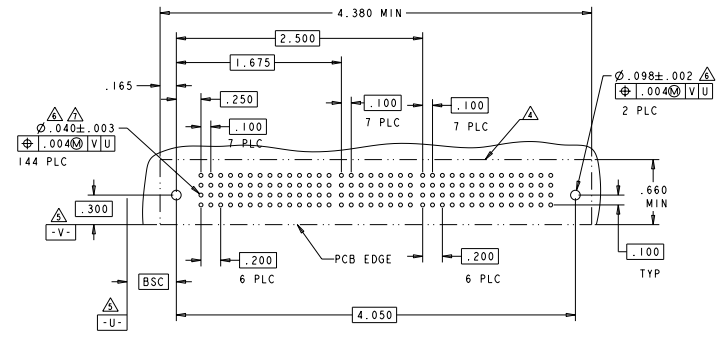 4.380 MIN
2.500
1.675
.165
.250
Ø.098±.002 6
⌖ .004Ⓜ V U
2 PLC
6 7
Ø.040±.003
⌖ .004Ⓜ V U
144 PLC
.100
7 PLC
.100
7 PLC
.100
7 PLC
4
.660
MIN
.300
5
-V-
.200
6 PLC
PCB EDGE
.200
6 PLC
.100
TYP
BSC
5
-U-
4.050